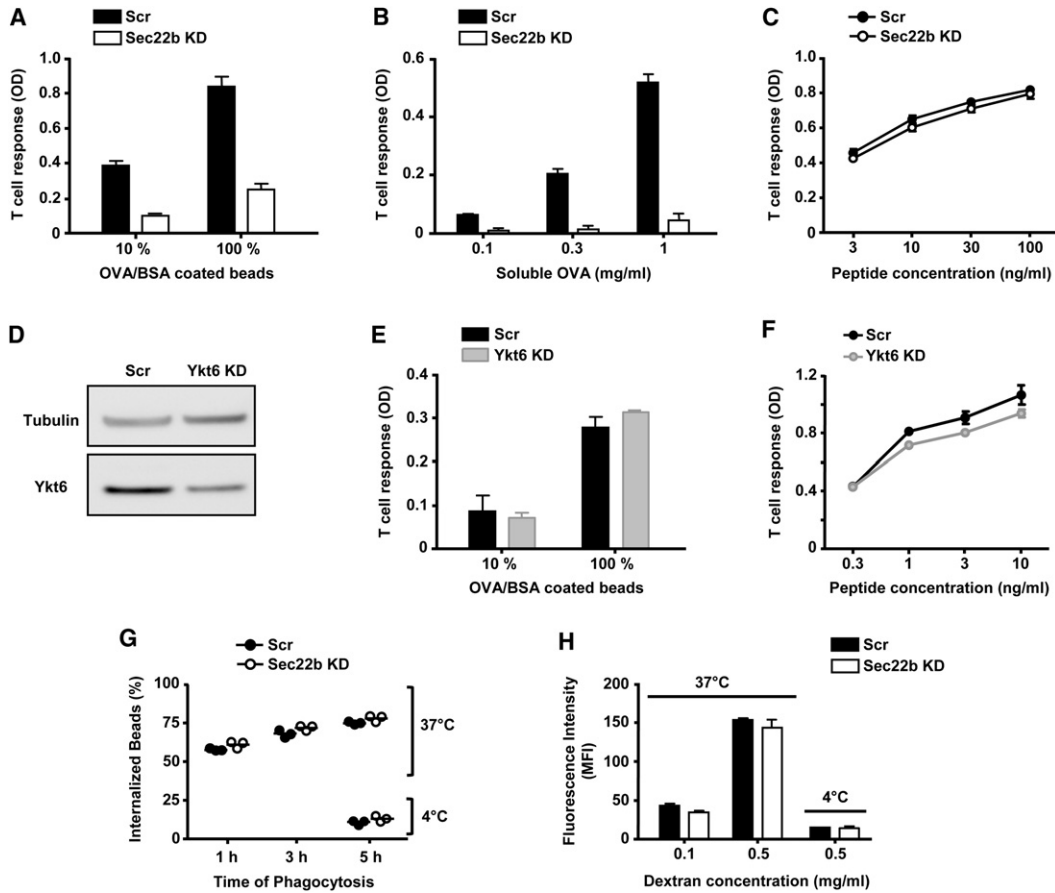 A
Scr
Sec22b KD
T cell response (OD)
1.0
0.8
0.6
0.4
0.2
0
10 %
100 %
OVA/BSA coated beads
B
Scr
Sec22b KD
T cell response (OD)
0.6
0.4
0.2
0
0.1
0.3
1
Soluble OVA (mg/ml)
C
Scr
Sec22b KD
T cell response (OD)
1.0
0.8
0.6
0.4
0.2
0
3
10
30
100
Peptide concentration (ng/ml)
D
Scr
Ykt6 KD
Tubulin
Ykt6
E
Scr
Ykt6 KD
T cell response (OD)
0.4
0.3
0.2
0.1
0
10 %
100 %
OVA/BSA coated beads
F
Scr
Ykt6 KD
T cell response (OD)
1.2
0.8
0.4
0
0.3
1
3
10
Peptide concentration (ng/ml)
G
Scr
Sec22b KD
Internalized Beads (%)
100
75
50
25
0
37°C
4°C
1 h
3 h
5 h
Time of Phagocytosis
H
Scr
Sec22b KD
Fluorescence Intensity
(MFI)
200
150
100
50
0
37°C
4°C
0.1
0.5
0.5
Dextran concentration (mg/ml)